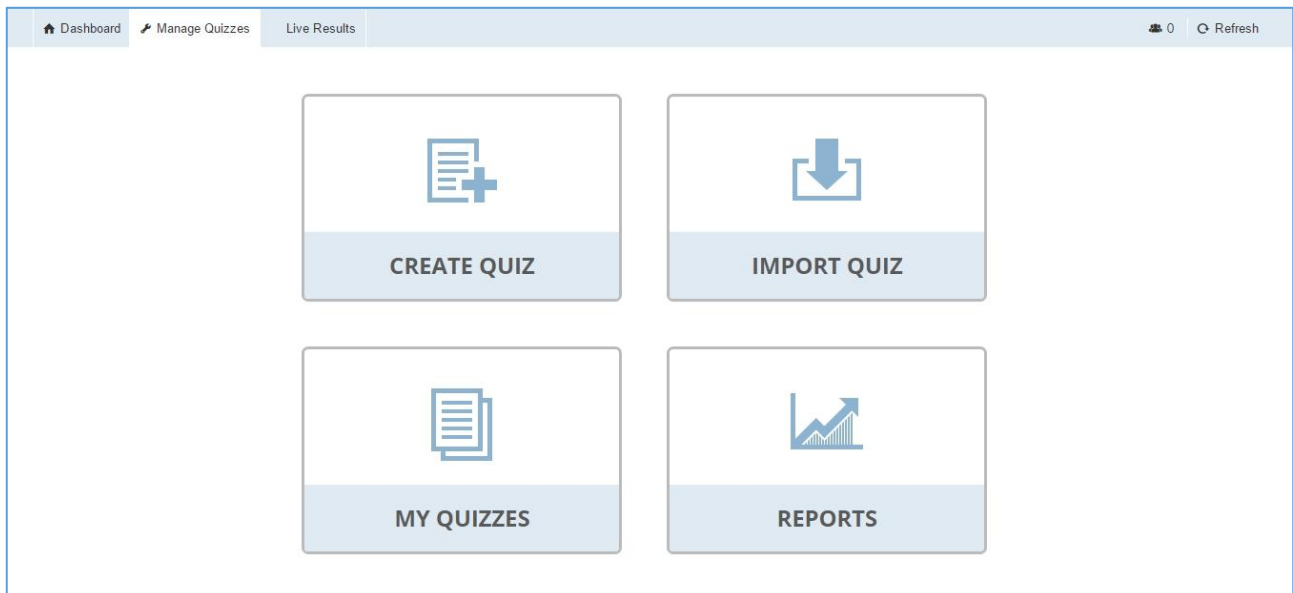 Dashboard Manage Quizzes Live Results 0 Refresh
CREATE QUIZ IMPORT QUIZ
MY QUIZZES REPORTS